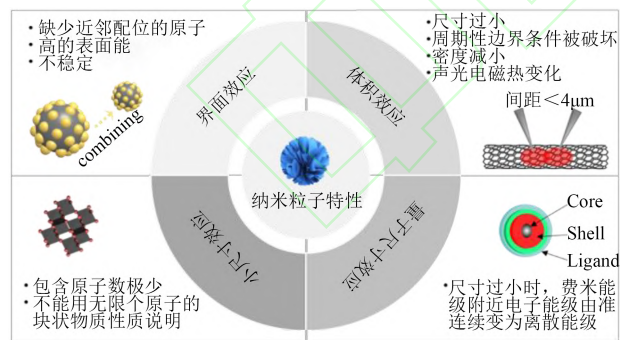 ·缺少近邻配位的原子
·高的表面能
·不稳定
combining
界面效应
体积效应
·尺寸过小
·周期性边界条件被破坏
·密度减小
·声光电磁热变化
间距<4μm
纳米粒子特性
小尺寸效应
量子尺寸效应
·包含原子数极少
·不能用无限个原子的
块状物质性质说明
Core
Shell
Ligand
·尺寸过小时，费米能
级附近电子能级由准
连续变为离散能级